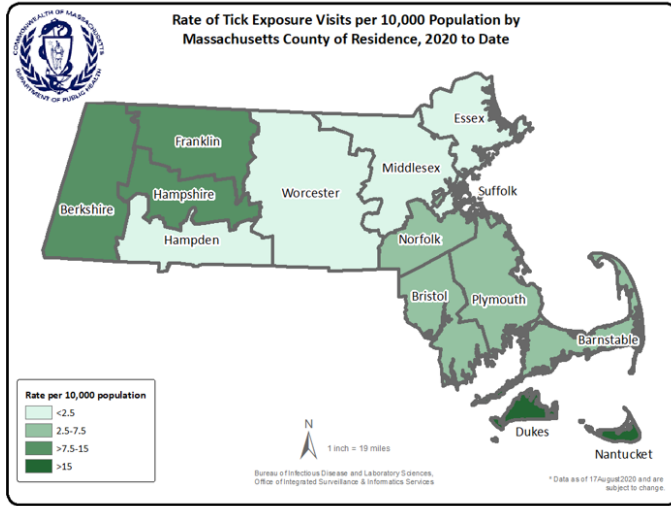 Rate of Tick Exposure Visits per 10,000 Population by
Massachusetts County of Residence, 2020 to Date
COMMONWEALTH OF MASSACHUSETTS
DEPARTMENT OF PUBLIC HEALTH
Essex
Franklin
Middlesex
Hampshire
Worcester
Suffolk
Berkshire
Hampden
Norfolk
Bristol
Plymouth
Barnstable
Dukes
Nantucket
Rate per 10,000 population
<2.5
2.5-7.5
>7.5-15
>15
N
1 inch = 19 miles
Bureau of Infectious Disease and Laboratory Sciences,
Office of Integrated Surveillance & Informatics Services
* Data as of 17August2020 and are
subject to change.